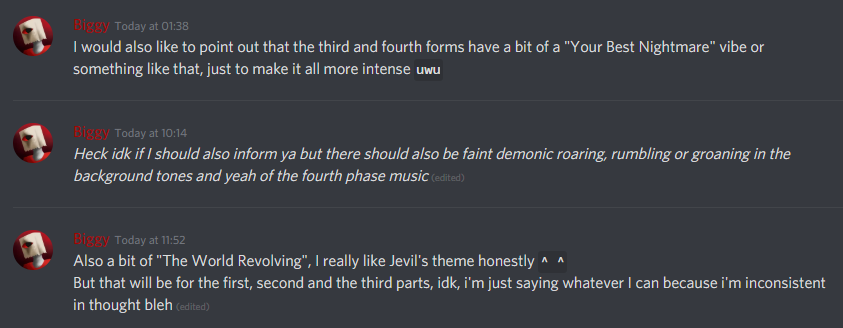 Biggy Today at 01:38
I would also like to point out that the third and fourth forms have a bit of a "Your Best Nightmare" vibe or
something like that, just to make it all more intense uwu
Biggy Today at 10:14
Heck idk if I should also inform ya but there should also be faint demonic roaring, rumbling or groaning in the
background tones and yeah of the fourth phase music (edited)
Biggy Today at 11:52
Also a bit of "The World Revolving", I really like Jevil's theme honestly ^ ^
But that will be for the first, second and the third parts, idk, i'm just saying whatever I can because i'm inconsistent
in thought bleh (edited)